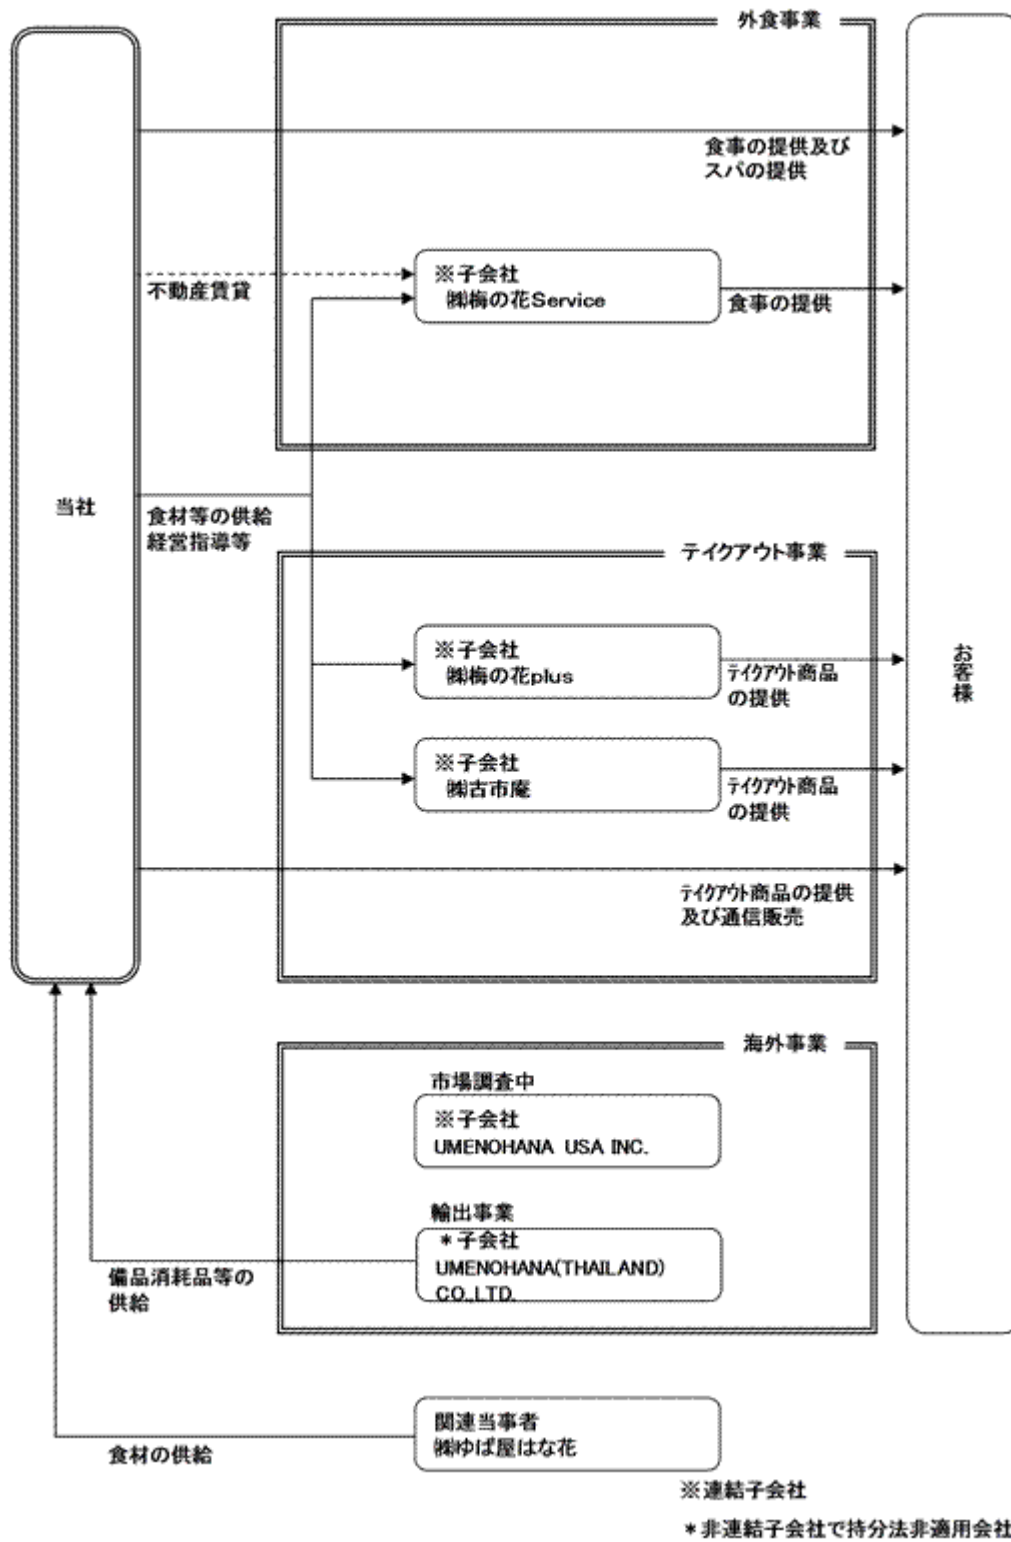 外食事業
食事の提供及び
スパの提供
不動産賃貸
※子会社
㈱梅の花Service
食事の提供
当社
食材等の供給
経営指導等
テイクアウト事業
※子会社
㈱梅の花plus
テイクアウト商品
の提供
お客様
※子会社
㈱古市庵
テイクアウト商品
の提供
テイクアウト商品の提供
及び通信販売
海外事業
市場調査中
※子会社
UMENOHANA USA INC.
輸出事業
＊子会社
UMENOHANA(THAILAND)
CO.,LTD.
備品消耗品等の
供給
関連当事者
㈱ゆば屋はな花
食材の供給
※連結子会社
＊非連結子会社で持分法非適用会社